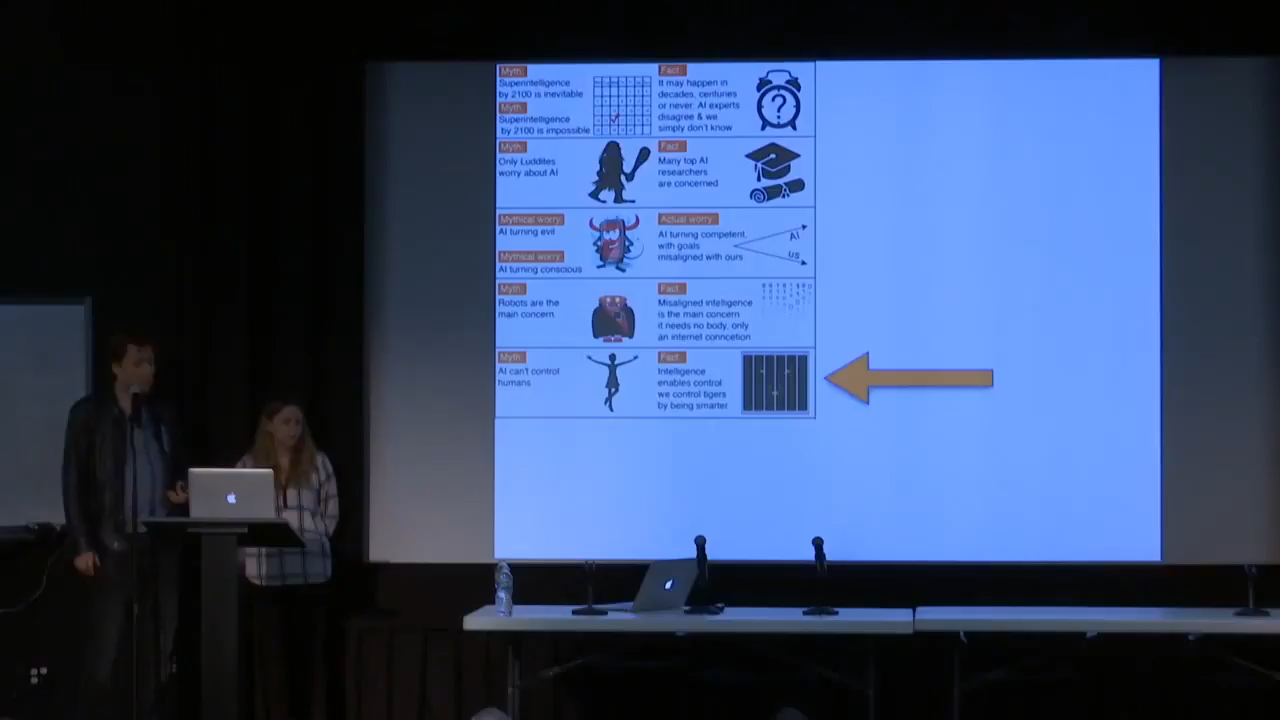 Myth:
Superintelligence
by 2100 is inevitable
Myth:
Superintelligence
by 2100 is impossible
Fact:
It may happen in
decades, centuries
or never: AI experts
disagree & we
simply don't know
?
Myth:
Only Luddites
worry about AI
Fact:
Many top AI
researchers
are concerned
Mythical worry:
AI turning evil
Mythical worry:
AI turning conscious
Actual worry:
AI turning competent,
with goals
misaligned with ours
AI
us
Myth:
Robots are the
main concern
Fact:
Misaligned intelligence
is the main concern
it needs no body, only
an internet conncetion
Myth:
AI can't control
humans
Fact:
Intelligence
enables control
we control tigers
by being smarter